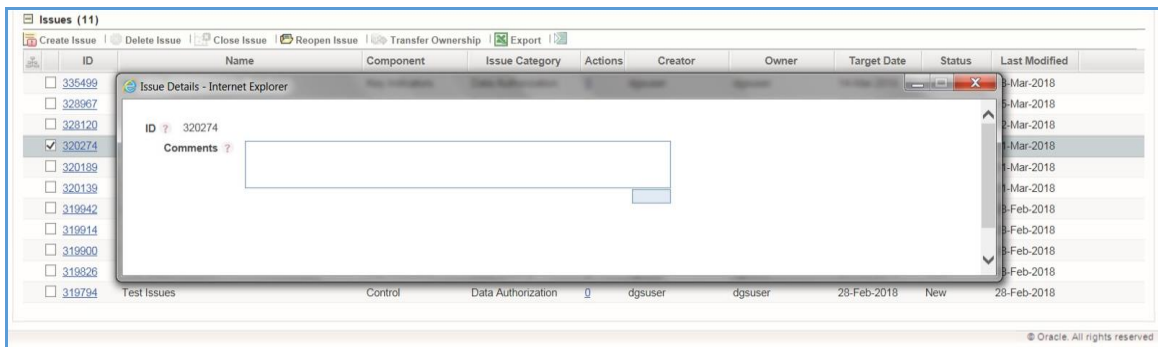 Issues (11)
Create Issue Delete Issue Close Issue Reopen Issue Transfer Ownership Export
ID Name Component Issue Category Actions Creator Owner Target Date Status Last Modified
335499 -Mar-2018
Issue Details - Internet Explorer
328967 -Mar-2018
328120 -Mar-2018
ID ? 320274
320274 -Mar-2018
Comments ?
320189 -Mar-2018
320139 -Mar-2018
319942 -Feb-2018
319914 -Feb-2018
319900 -Feb-2018
319826 -Feb-2018
319794 Test Issues Control Data Authorization 0 dgsuser dgsuser 28-Feb-2018 New 28-Feb-2018
© Oracle. All rights reserved